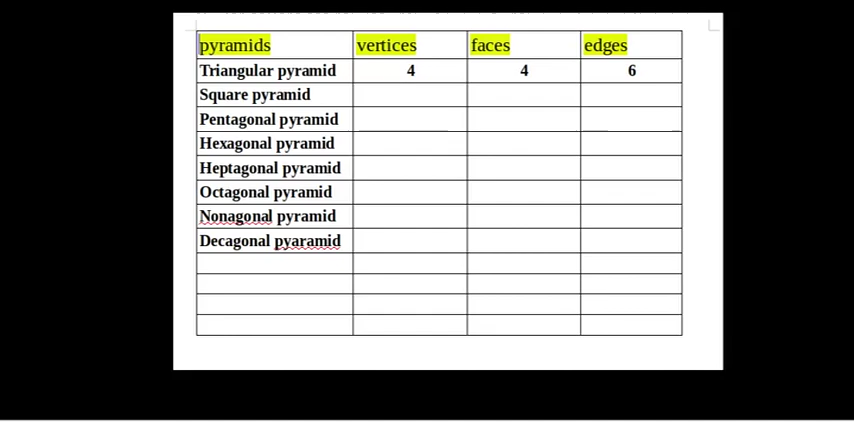 pyramids vertices faces edges
Triangular pyramid 4 4 6
Square pyramid
Pentagonal pyramid
Hexagonal pyramid
Heptagonal pyramid
Octagonal pyramid
Nonagonal pyramid
Decagonal pyaramid